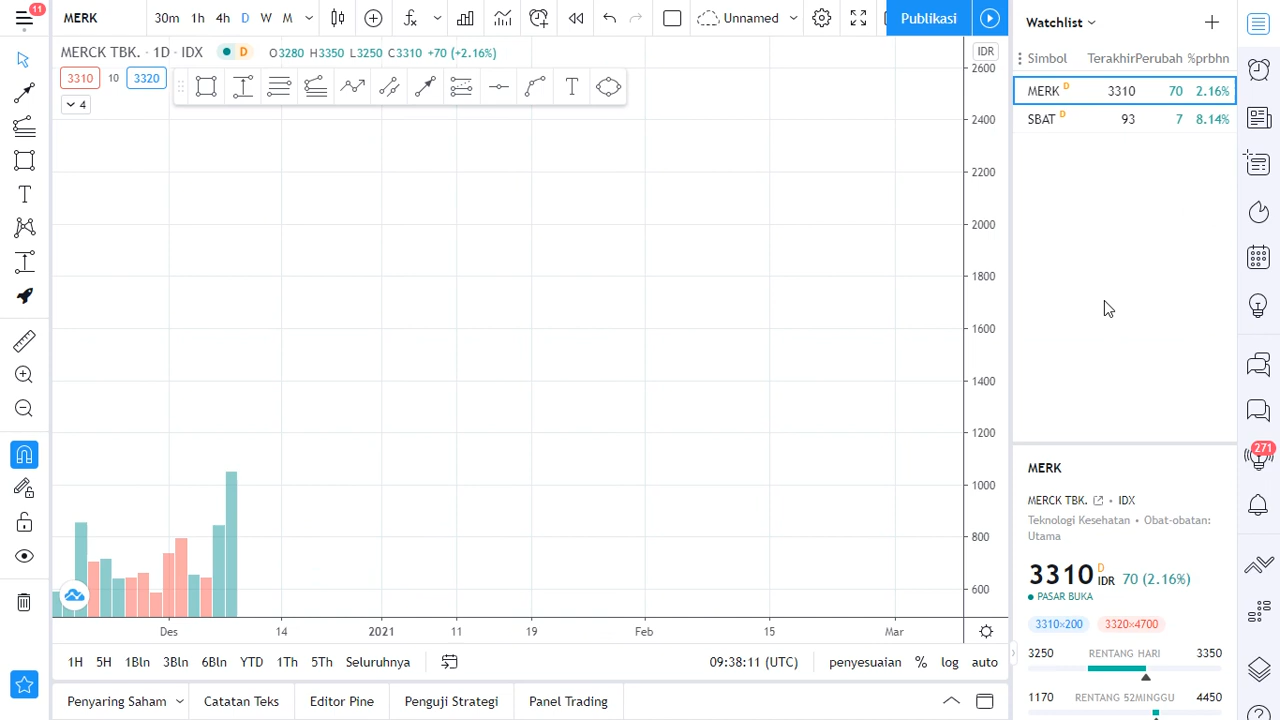 11
MERK
30m 1h 4h D W M
Unnamed
Publikasi
MERCK TBK. · 1D · IDX D O3280 H3350 L3250 C3310 +70 (+2.16%)
3310 10 3320
4
IDR
2600
2400
2200
2000
1800
1600
1400
1200
1000
800
600
Des 14 2021 11 19 Feb 15 Mar
1H 5H 1Bln 3Bln 6Bln YTD 1Th 5Th Seluruhnya
09:38:11 (UTC) penyesuaian % log auto
Penyaring Saham Catatan Teks Editor Pine Penguji Strategi Panel Trading
Watchlist
Simbol Terakhir Perubah %prbhn
MERK D 3310 70 2.16%
SBAT D 93 7 8.14%
MERK
MERCK TBK. • IDX
Teknologi Kesehatan • Obat-obatan:
Utama
3310 D IDR 70 (2.16%)
PASAR BUKA
3310×200 3320×4700
3250 RENTANG HARI 3350
1170 RENTANG 52MINGGU 4450
271